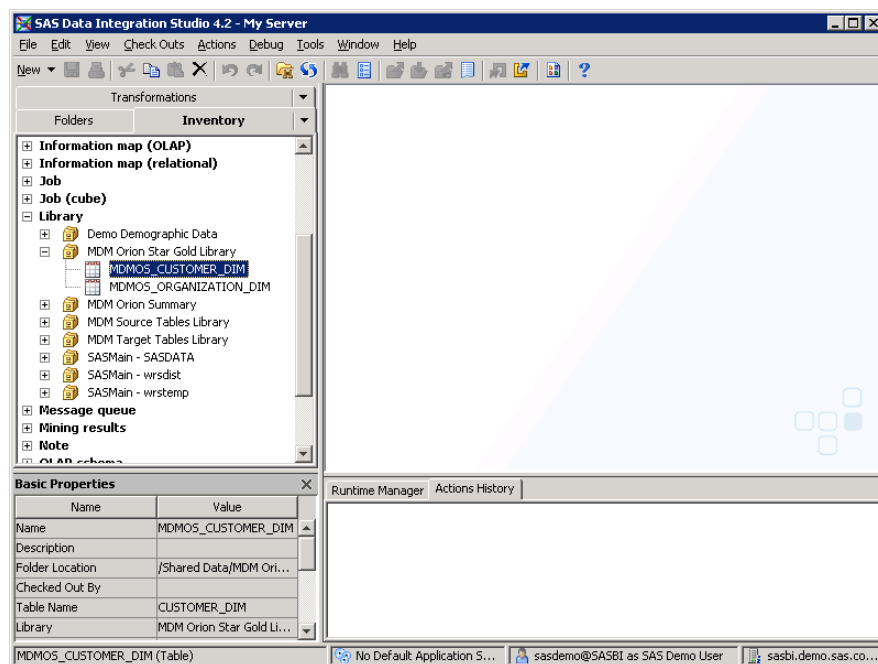 SAS Data Integration Studio 4.2 - My Server
File Edit View Check Outs Actions Debug Tools Window Help
New
Transformations
Folders Inventory
Information map (OLAP)
Information map (relational)
Job
Job (cube)
Library
Demo Demographic Data
MDM Orion Star Gold Library
MDMOS_CUSTOMER_DIM
MDMOS_ORGANIZATION_DIM
MDM Orion Summary
MDM Source Tables Library
MDM Target Tables Library
SASMain - SASDATA
SASMain - wrsdist
SASMain - wrstemp
Message queue
Mining results
Note
OLAP schema
Basic Properties
Name Value
Name MDMOS_CUSTOMER_DIM
Description
Folder Location /Shared Data/MDM Ori...
Checked Out By
Table Name CUSTOMER_DIM
Library MDM Orion Star Gold Li...
Runtime Manager Actions History
MDMOS_CUSTOMER_DIM (Table) No Default Application S... sasdemo@SASBI as SAS Demo User sasbi.demo.sas.co...